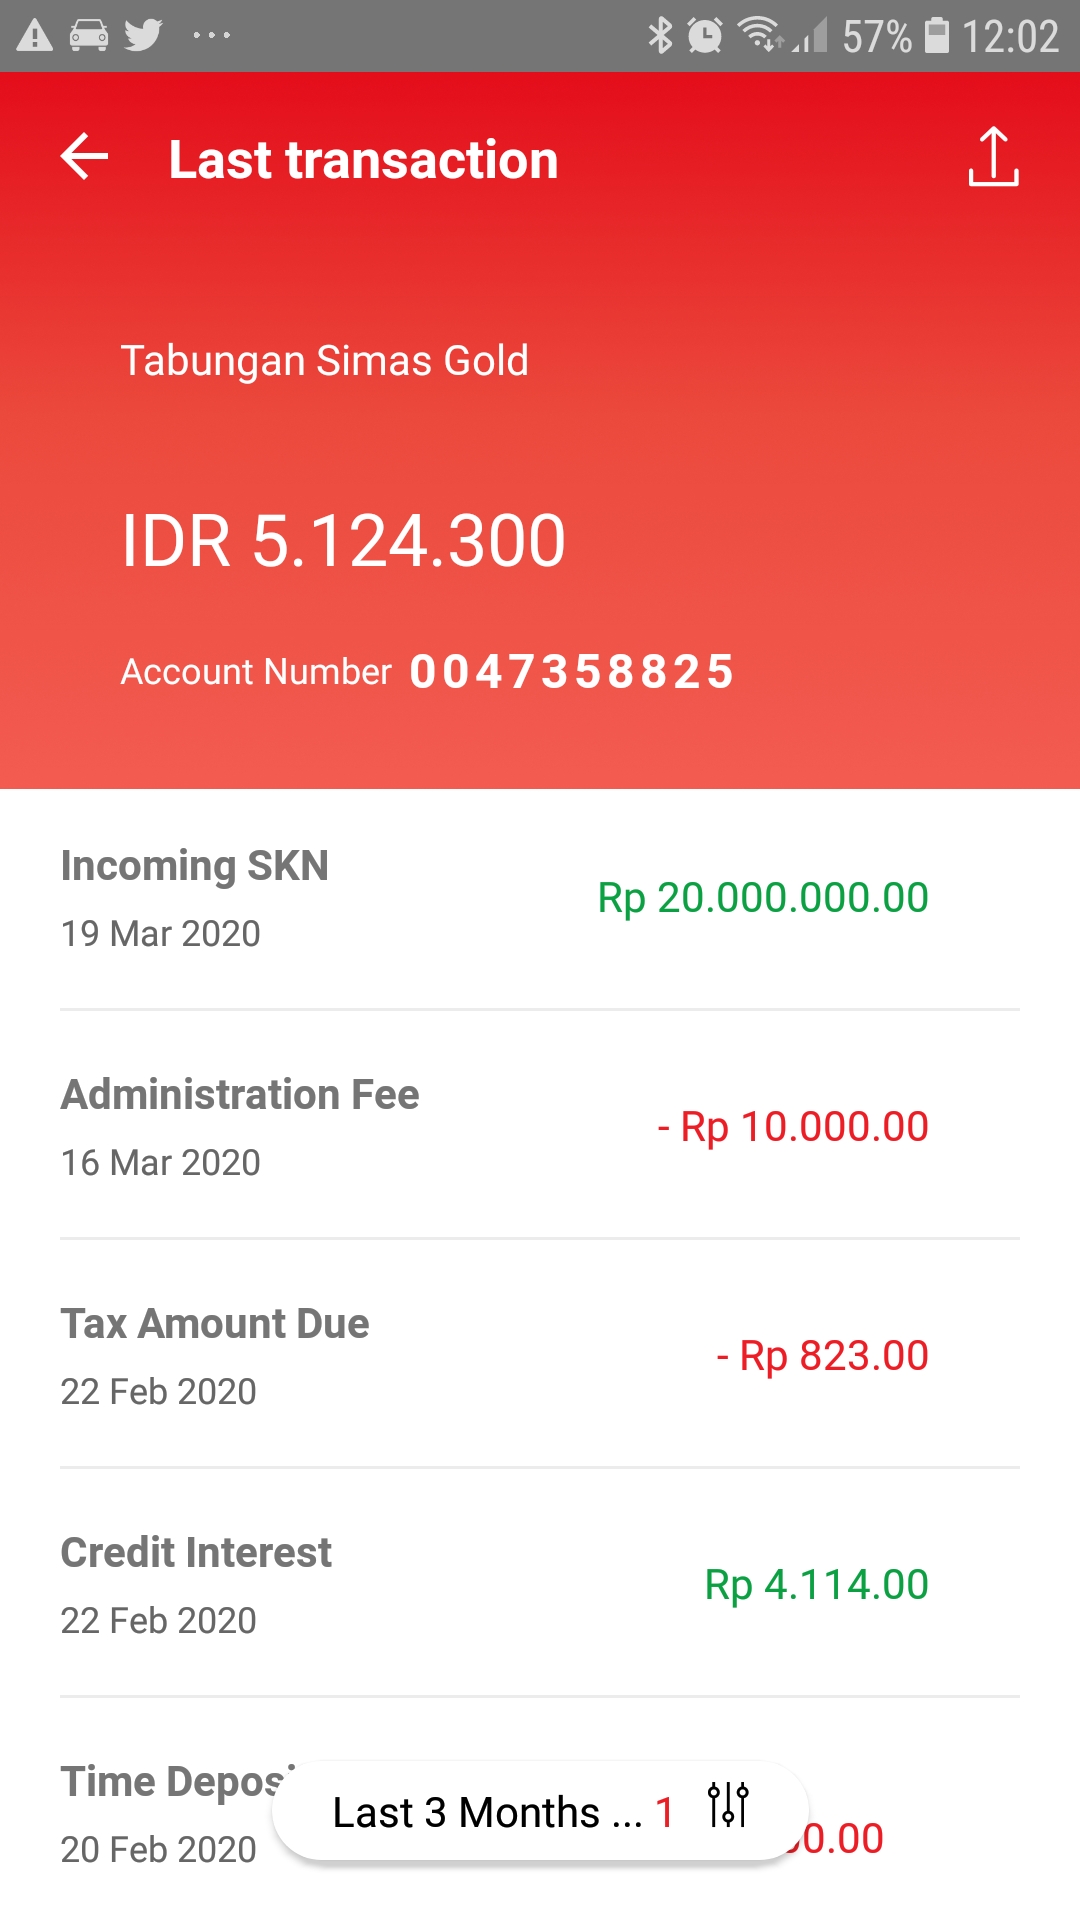 57% 12:02
Last transaction
Tabungan Simas Gold
IDR 5.124.300
Account Number 0047358825
Incoming SKN
Rp 20.000.000.00
19 Mar 2020
Administration Fee
- Rp 10.000.00
16 Mar 2020
Tax Amount Due
- Rp 823.00
22 Feb 2020
Credit Interest
Rp 4.114.00
22 Feb 2020
Time
Last 3 Months ... 1
20 Feb 2020
0.00